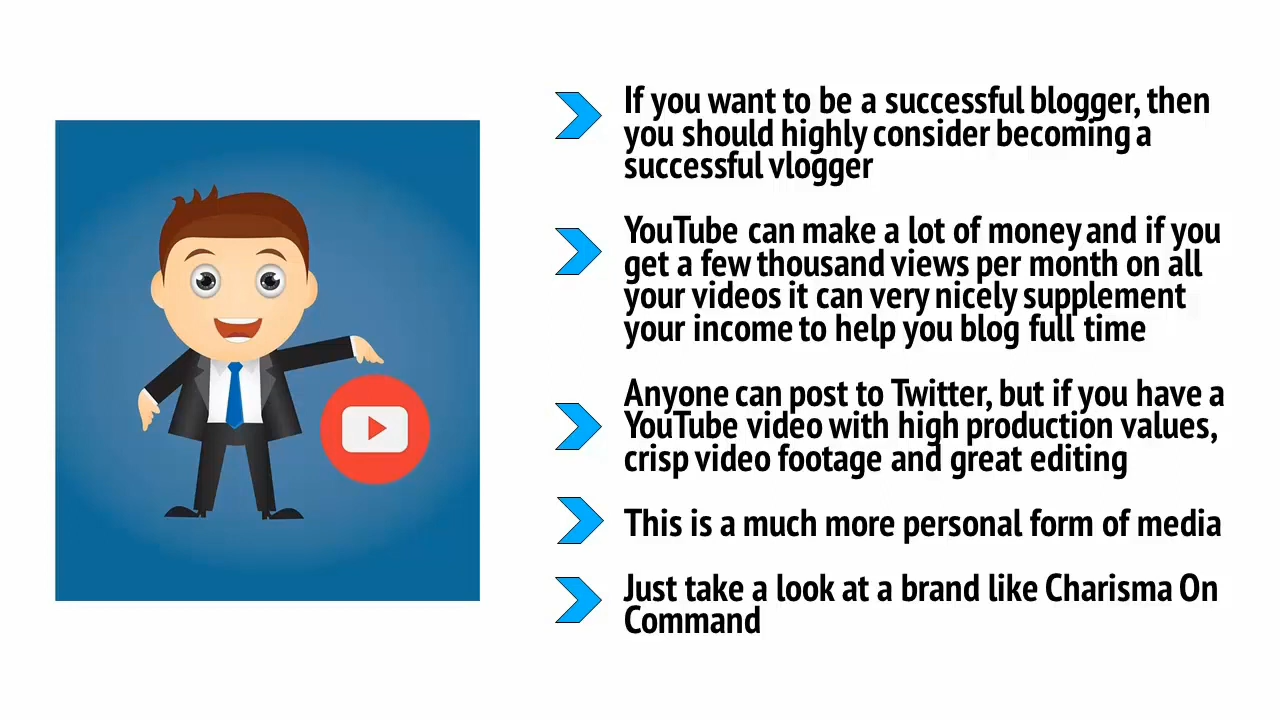 If you want to be a successful blogger, then
you should highly consider becoming a
successful vlogger
YouTube can make a lot of money and if you
get a few thousand views per month on all
your videos it can very nicely supplement
your income to help you blog full time
Anyone can post to Twitter, but if you have a
YouTube video with high production values,
crisp video footage and great editing
This is a much more personal form of media
Just take a look at a brand like Charisma On
Command